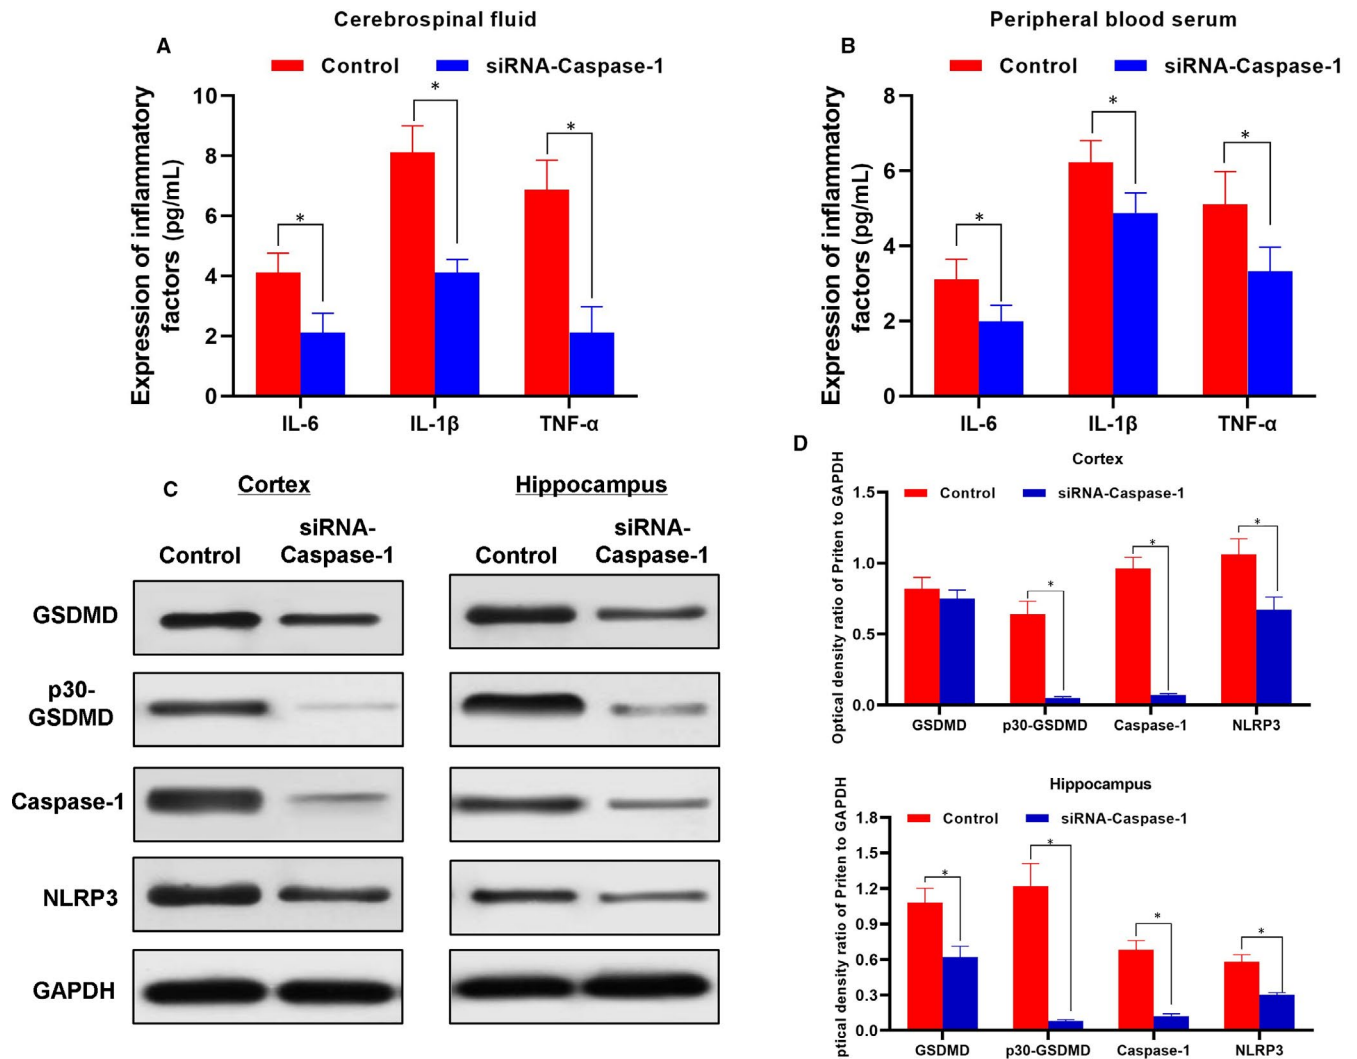 Cerebrospinal fluid
A
Control siRNA-Caspase-1
*
*
*
Expression of inflammatory
factors (pg/mL)
10
8
6
4
2
0
IL-6 IL-1β TNF-α
Peripheral blood serum
B
Control siRNA-Caspase-1
*
*
*
Expression of inflammatory
factors (pg/mL)
8
6
4
2
0
IL-6 IL-1β TNF-α
C
Cortex Hippocampus
Control siRNA-
Caspase-1
Control siRNA-
Caspase-1
GSDMD
p30-
GSDMD
Caspase-1
NLRP3
GAPDH
D
Cortex
Control siRNA-Caspase-1
*
*
*
Optical density ratio of Priten to GAPDH
1.5
1.0
0.5
0.0
GSDMD p30-GSDMD Caspase-1 NLRP3
Hippocampus
Control siRNA-Caspase-1
*
*
*
*
ptical density ratio of Priten to GAPDH
1.8
1.5
1.2
0.9
0.6
0.3
0.0
GSDMD p30-GSDMD Caspase-1 NLRP3